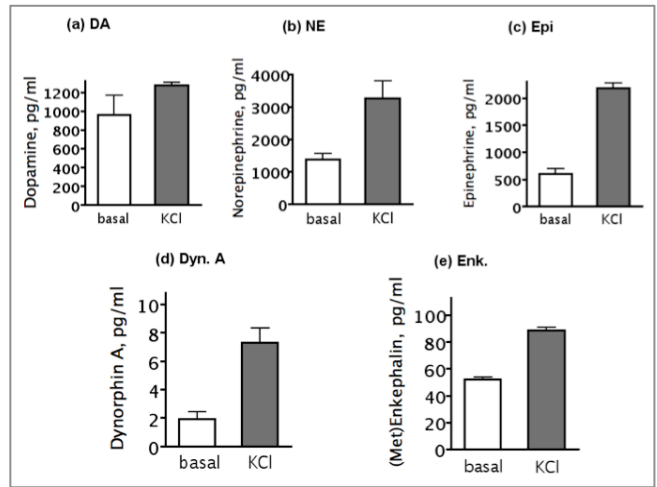 (a) DA
Dopamine, pg/ml
1200
1000
800
600
400
200
0
basal KCl
(b) NE
Norepinephrine, pg/ml
4000
3000
2000
1000
0
basal KCl
(c) Epi
Epinephrine, pg/ml
2000
1500
1000
500
0
basal KCl
(d) Dyn. A
Dynorphin A, pg/ml
10
8
6
4
2
0
basal KCl
(e) Enk.
(Met)Enkephalin, pg/ml
100
80
60
40
20
0
basal KCl